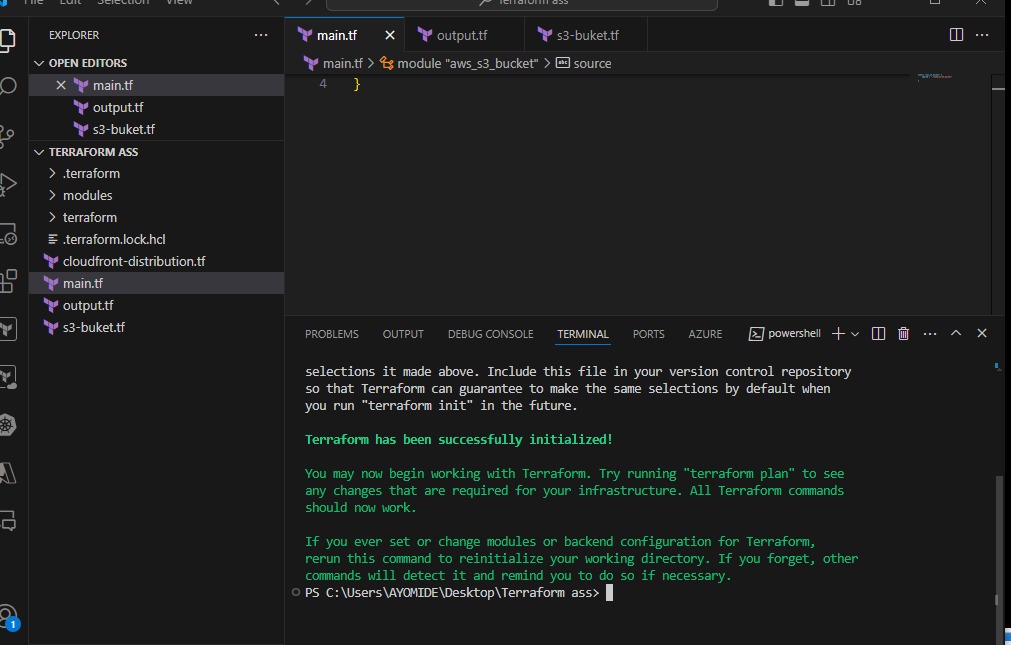 File Edit Selection View
Terraform ass
EXPLORER
main.tf
output.tf
s3-buket.tf
main.tf > module "aws_s3_bucket" > source
4 }
OPEN EDITORS
main.tf
output.tf
s3-buket.tf
TERRAFORM ASS
.terraform
modules
terraform
.terraform.lock.hcl
cloudfront-distribution.tf
main.tf
output.tf
s3-buket.tf
PROBLEMS OUTPUT DEBUG CONSOLE TERMINAL PORTS AZURE powershell
selections it made above. Include this file in your version control repository
so that Terraform can guarantee to make the same selections by default when
you run "terraform init" in the future.
Terraform has been successfully initialized!
You may now begin working with Terraform. Try running "terraform plan" to see
any changes that are required for your infrastructure. All Terraform commands
should now work.
If you ever set or change modules or backend configuration for Terraform,
rerun this command to reinitialize your working directory. If you forget, other
commands will detect it and remind you to do so if necessary.
PS C:\Users\AYOMIDE\Desktop\Terraform ass>
1